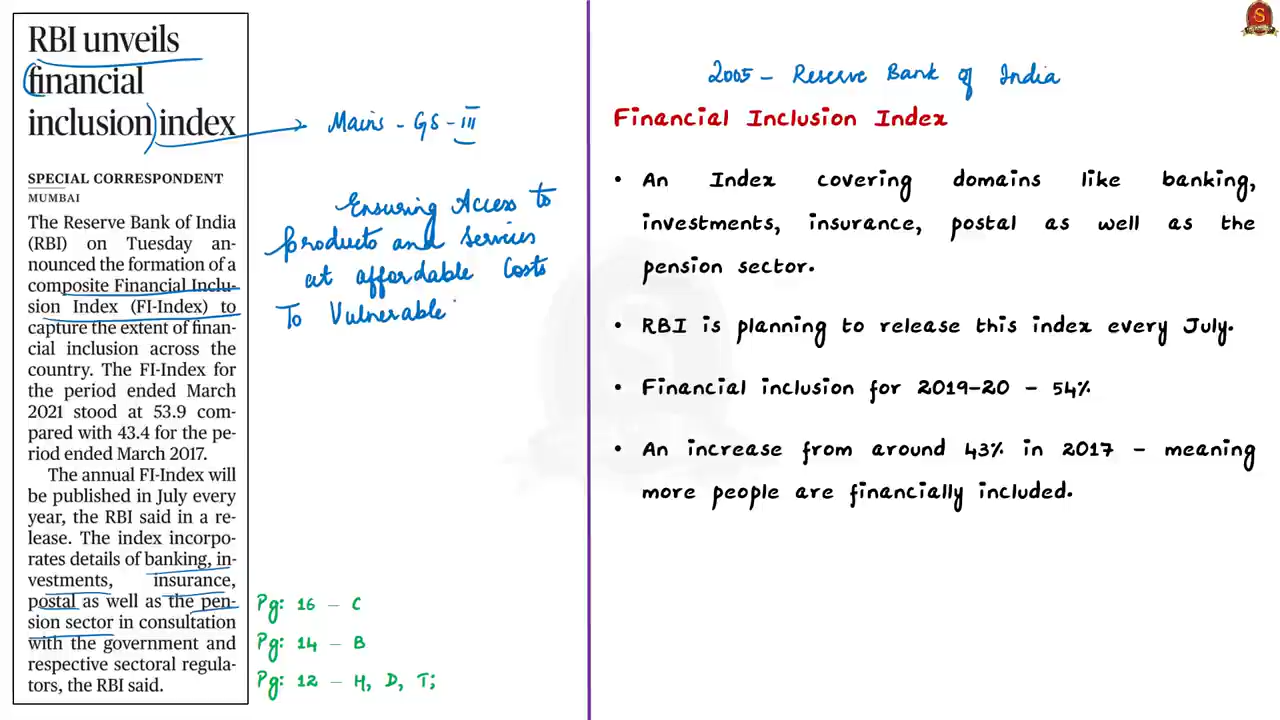 RBI unveils
financial
inclusion index
SPECIAL CORRESPONDENT
MUMBAI
The Reserve Bank of India
(RBI) on Tuesday an-
nounced the formation of a
composite Financial Inclu-
sion Index (FI-Index) to
capture the extent of finan-
cial inclusion across the
country. The FI-Index for
the period ended March
2021 stood at 53.9 com-
pared with 43.4 for the pe-
riod ended March 2017.
The annual FI-Index will
be published in July every
year, the RBI said in a re-
lease. The index incorpo-
rates details of banking, in-
vestments, insurance,
postal as well as the pen-
sion sector in consultation
with the government and
respective sectoral regula-
tors, the RBI said.
Mains - GS - III
Ensuring Access to
products and services
at affordable Costs
To Vulnerable
Pg: 16 - C
Pg: 14 - B
Pg: 12 - H, D, T;
2005 - Reserve Bank of India
Financial Inclusion Index
• An Index covering domains like banking,
investments, insurance, postal as well as the
pension sector.
• RBI is planning to release this index every July.
• Financial inclusion for 2019-20 - 54%
• An increase from around 43% in 2017 - meaning
more people are financially included.